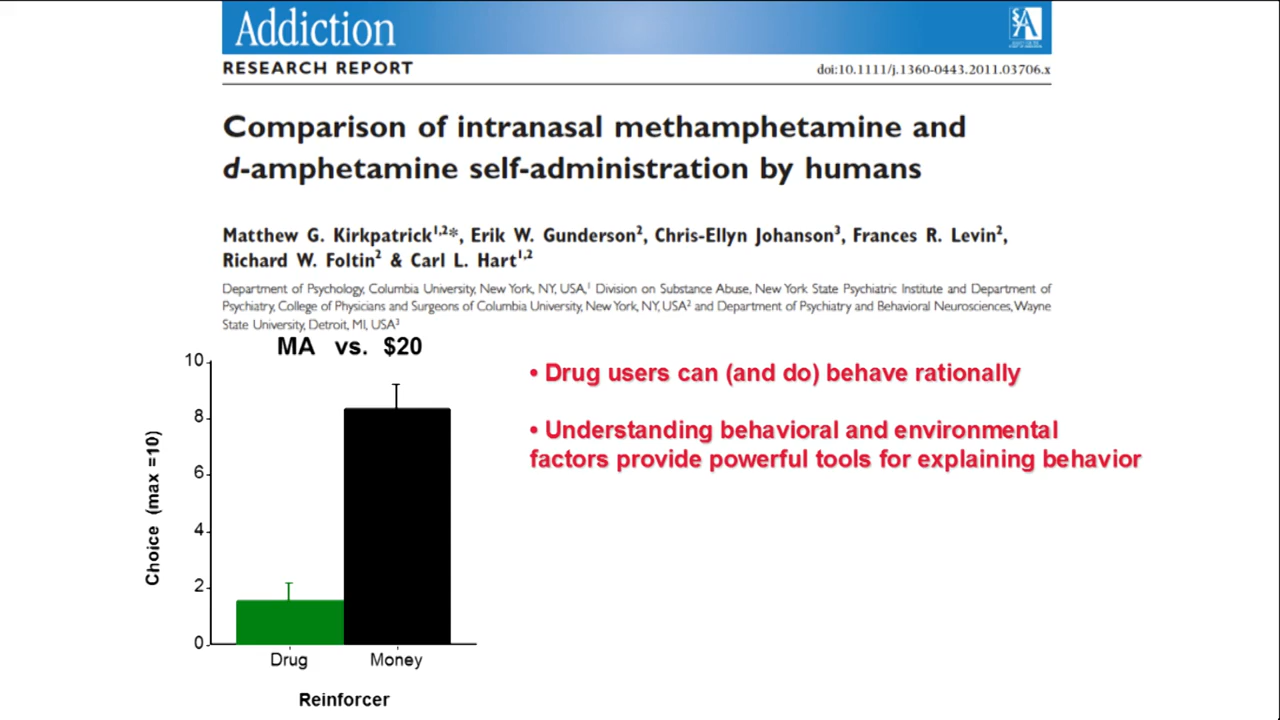 Addiction
RESEARCH REPORT
doi:10.1111/j.1360-0443.2011.03706.x
Comparison of intranasal methamphetamine and
d-amphetamine self-administration by humans
Matthew G. Kirkpatrick1,2*, Erik W. Gunderson2, Chris-Ellyn Johanson3, Frances R. Levin2,
Richard W. Foltin2 & Carl L. Hart1,2
Department of Psychology, Columbia University, New York, NY, USA,1 Division on Substance Abuse, New York State Psychiatric Institute and Department of
Psychiatry, College of Physicians and Surgeons of Columbia University, New York, NY, USA2 and Department of Psychiatry and Behavioral Neurosciences, Wayne
State University, Detroit, MI, USA3
MA vs. $20
10
8
6
4
2
0
Choice (max =10)
Drug
Money
Reinforcer
• Drug users can (and do) behave rationally
• Understanding behavioral and environmental
factors provide powerful tools for explaining behavior